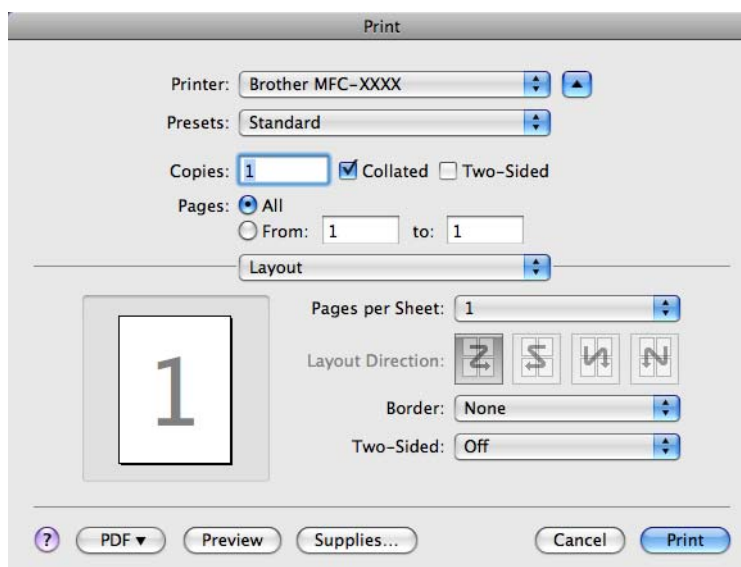 Print
Printer: Brother MFC-XXXX
Presets: Standard
Copies: 1 Collated Two-Sided
Pages: All
From: 1 to: 1
Layout
Pages per Sheet: 1
Layout Direction:
Border: None
Two-Sided: Off
1
? PDF▼ Preview Supplies... Cancel Print